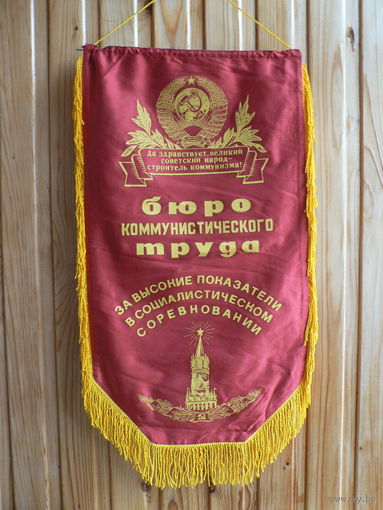 Да здравствует великий
советский народ-
строитель коммунизма!
бюро
КОММУНИСТИЧЕСКОГО
труда
ЗА ВЫСОКИЕ ПОКАЗАТЕЛИ
В СОЦИАЛИСТИЧЕСКОМ
СОРЕВНОВАНИИ